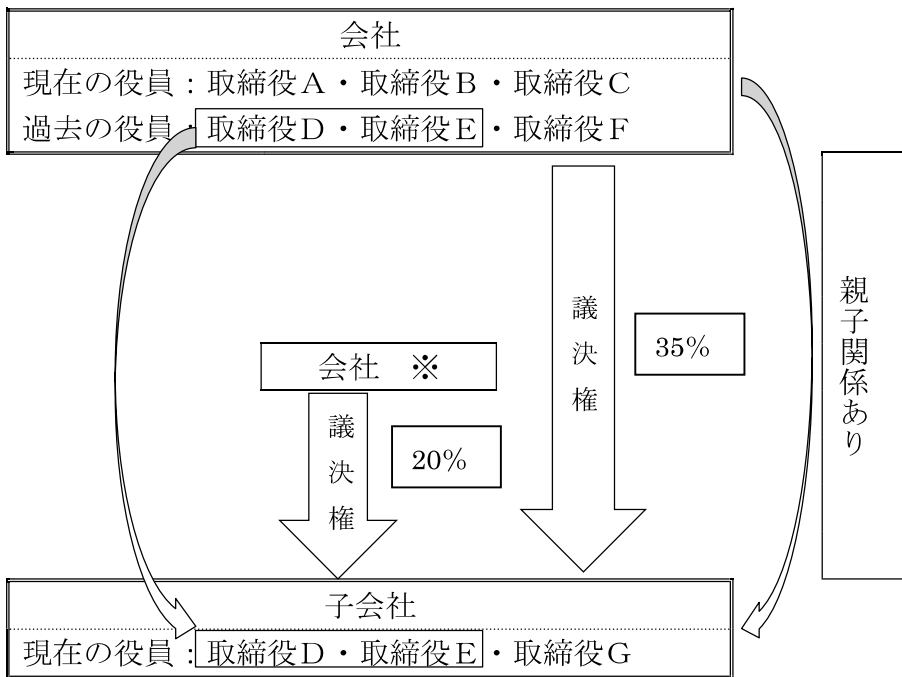 会社
現在の役員：取締役A・取締役B・取締役C
過去の役員：取締役D・取締役E・取締役F
親子関係あり
議決権
35%
会社　※
議決権
20%
子会社
現在の役員：取締役D・取締役E・取締役G